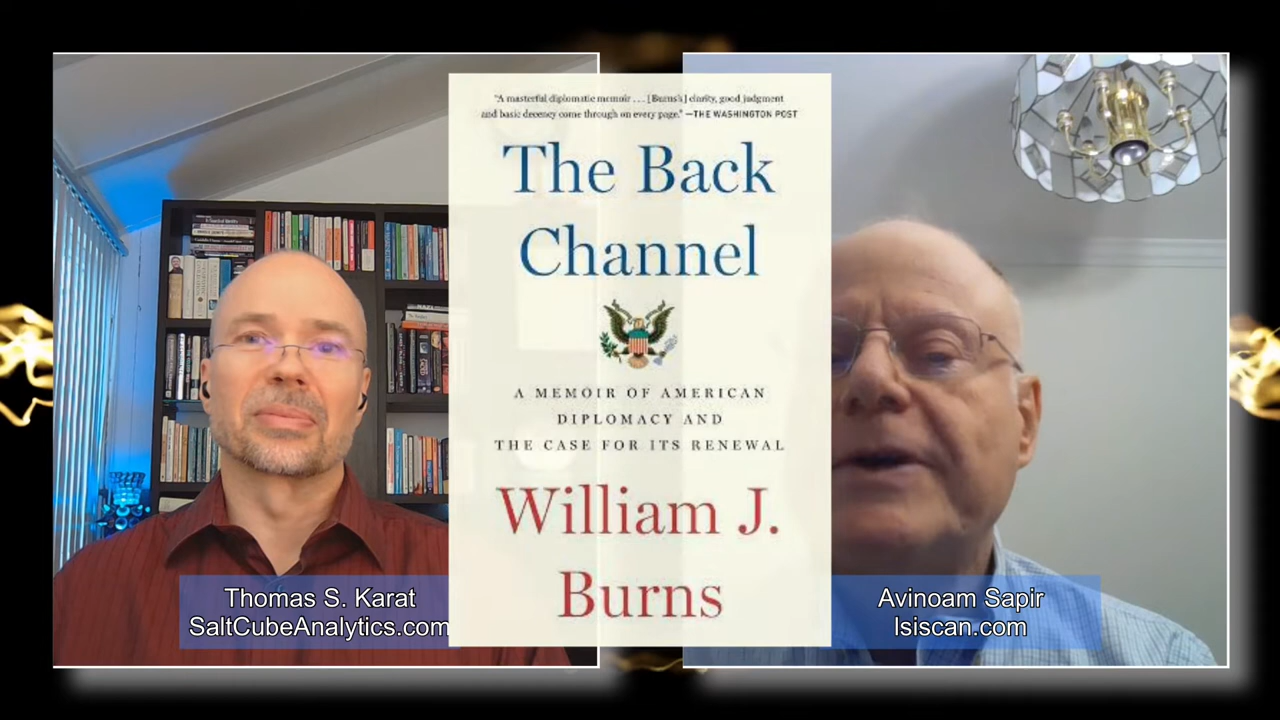 "A masterful diplomatic memoir . . . [Burns's] clarity, good judgment
and basic decency come through on every page." —THE WASHINGTON POST
The Back
Channel
A MEMOIR OF AMERICAN
DIPLOMACY AND
THE CASE FOR ITS RENEWAL
William J.
Burns
Thomas S. Karat
SaltCubeAnalytics.com
Avinoam Sapir
lsiscan.com